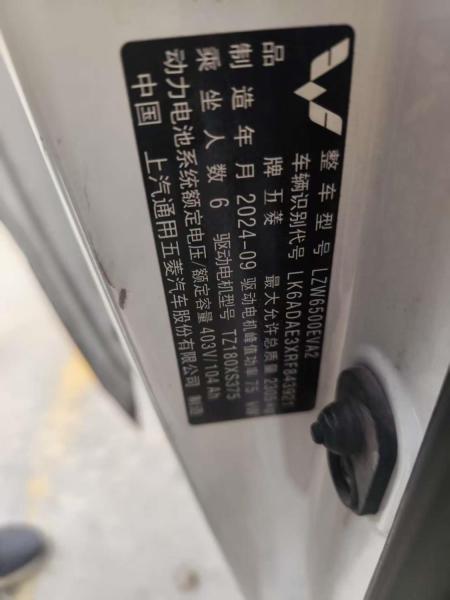 整车型号 LZW6500EVA2
车辆识别代号 LK6ADAE3XRF843921
品 牌 五菱 最大允许总质量 2305kg
制造年月 2024-09 驱动电机峰值功率 75 kW
乘坐人数 6 驱动电机型号 TZ180XS375
动力电池系统额定电压/额定容量 403V/104Ah
中国 上汽通用五菱汽车股份有限公司 制造